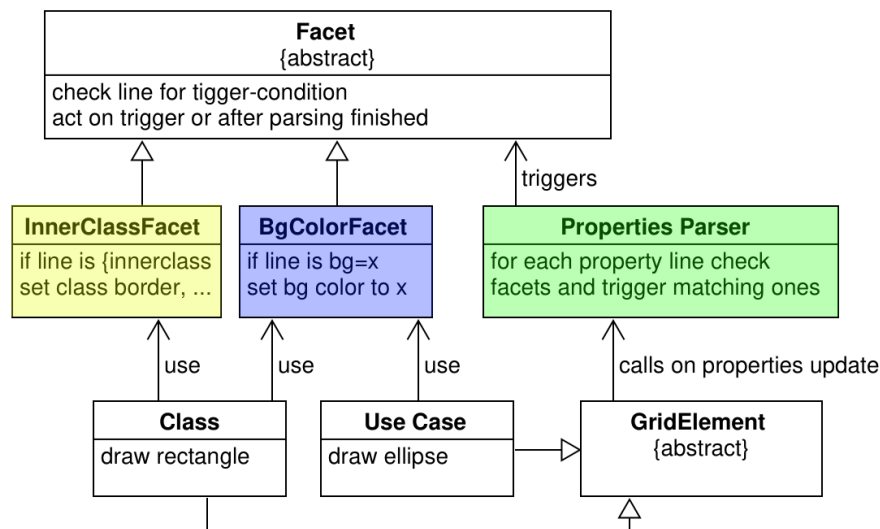 Facet
{abstract}
check line for tigger-condition
act on trigger or after parsing finished
triggers
InnerClassFacet
if line is {innerclass
set class border, ...
BgColorFacet
if line is bg=x
set bg color to x
Properties Parser
for each property line check
facets and trigger matching ones
use
use
use
calls on properties update
Class
draw rectangle
Use Case
draw ellipse
GridElement
{abstract}